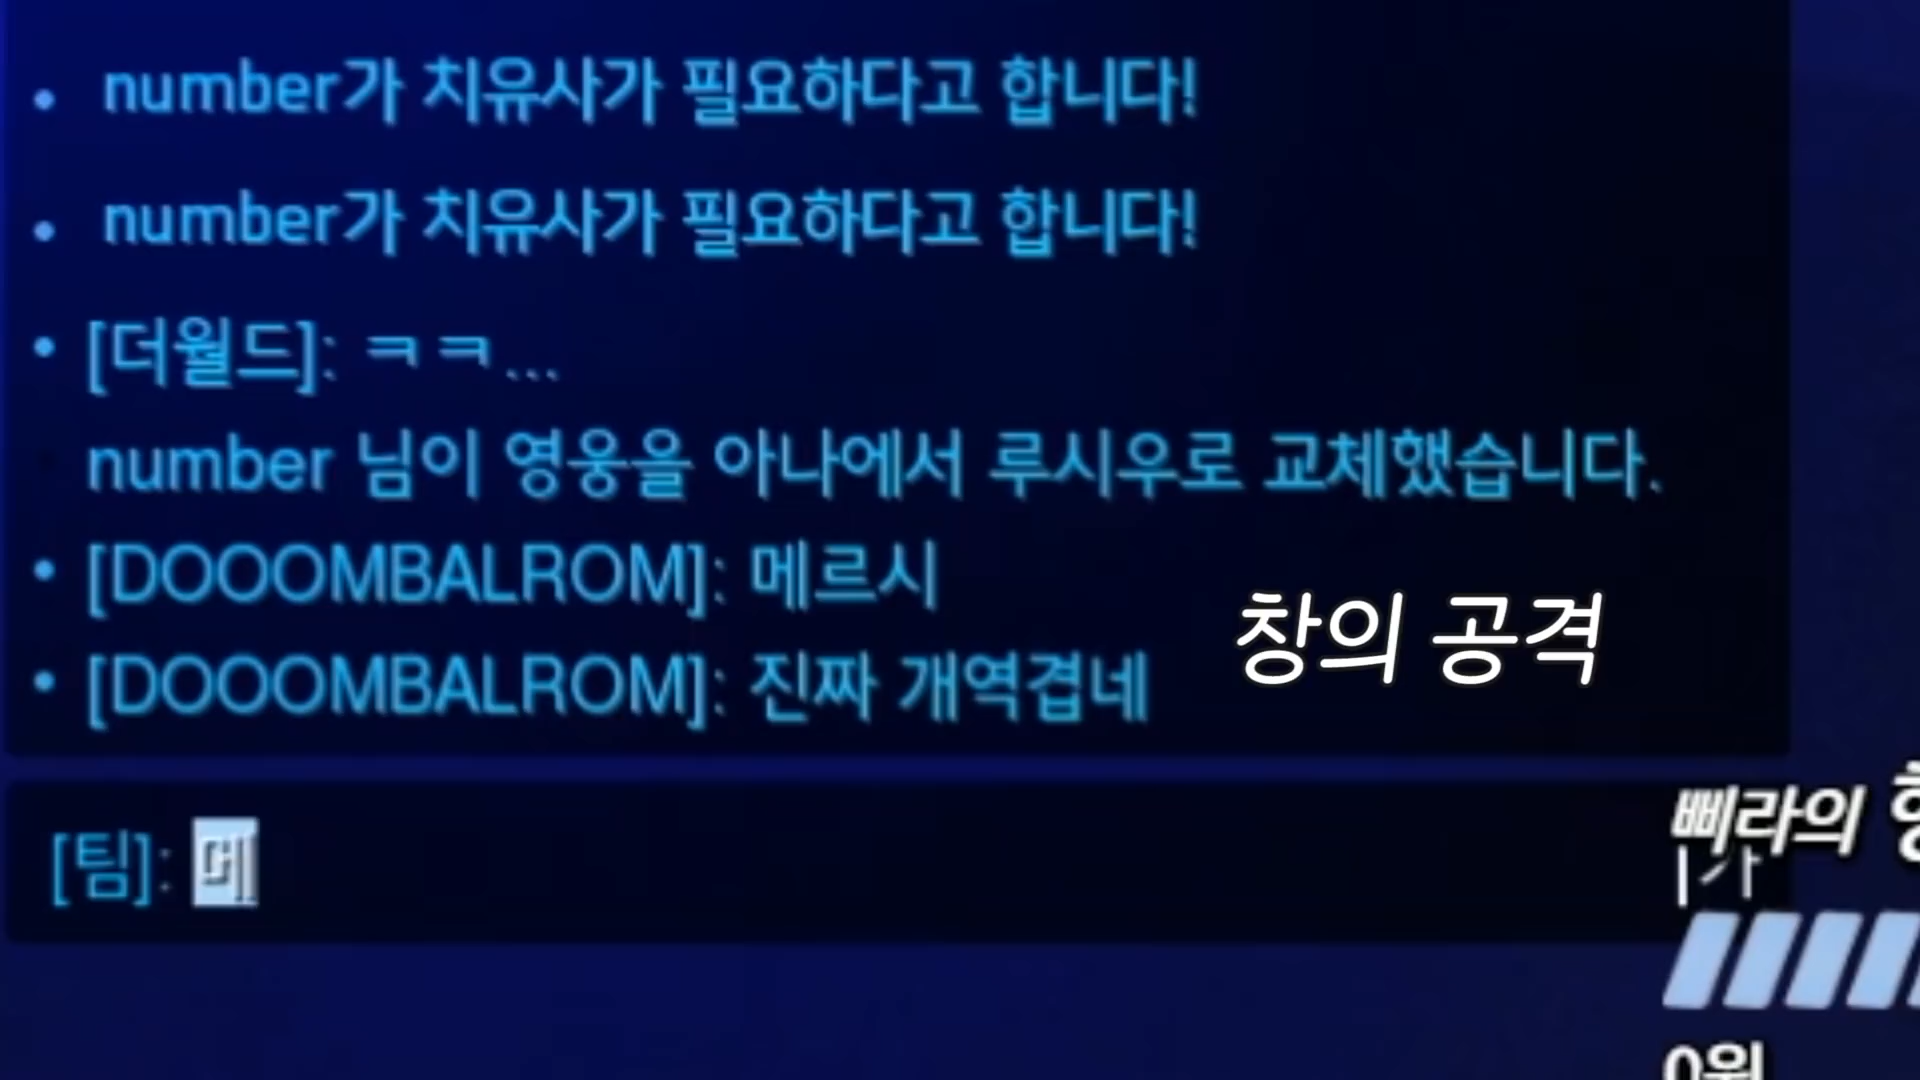 • number가 치유사가 필요하다고 합니다!
• number가 치유사가 필요하다고 합니다!
• [더월드]: ㅋㅋ...
number 님이 영웅을 아나에서 루시우로 교체했습니다.
• [DOOOMBALROM]: 메르시
• [DOOOMBALROM]: 진짜 개역겹네
창의 공격
[팀]: 메
삐라의
0월